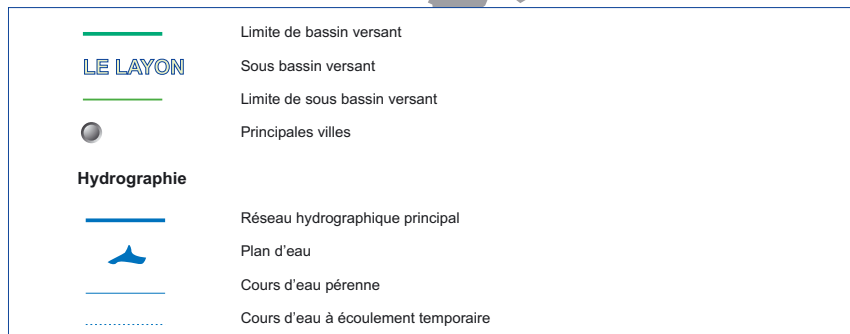 Limite de bassin versant
LE LAYON Sous bassin versant
Limite de sous bassin versant
Principales villes
Hydrographie
Réseau hydrographique principal
Plan d'eau
Cours d'eau pérenne
Cours d'eau à écoulement temporaire